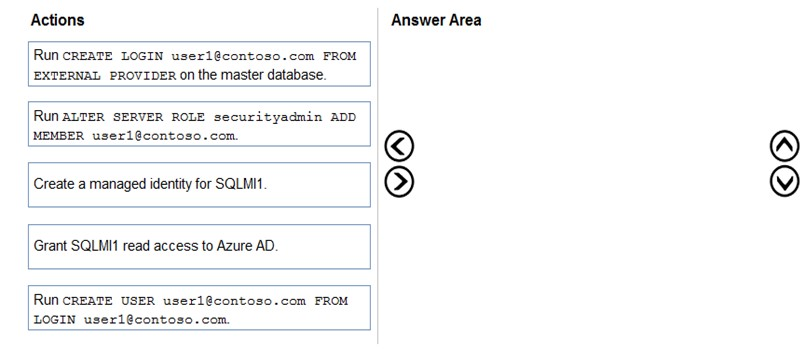 Actions
Run CREATE LOGIN user1@contoso.com FROM
EXTERNAL PROVIDER on the master database.
Run ALTER SERVER ROLE securityadmin ADD
MEMBER user1@contoso.com.
Create a managed identity for SQLMI1.
Grant SQLMI1 read access to Azure AD.
Run CREATE USER user1@contoso.com FROM
LOGIN user1@contoso.com.
Answer Area